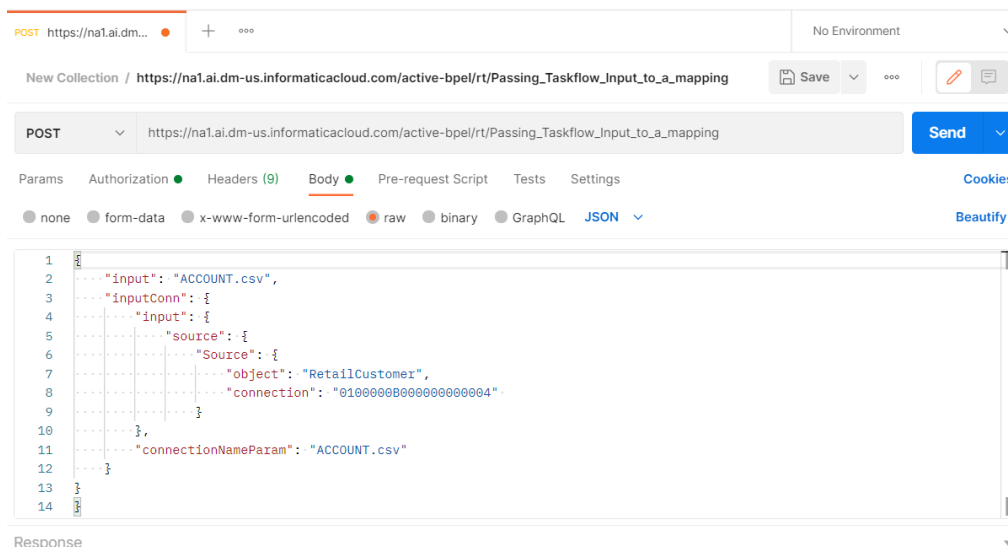 POST https://na1.ai.dm...
No Environment
New Collection / https://na1.ai.dm-us.informaticacloud.com/active-bpel/rt/Passing_Taskflow_Input_to_a_mapping
Save
POST https://na1.ai.dm-us.informaticacloud.com/active-bpel/rt/Passing_Taskflow_Input_to_a_mapping Send
Params Authorization Headers (9) Body Pre-request Script Tests Settings Cookies
none form-data x-www-form-urlencoded raw binary GraphQL JSON Beautify
1 {
2 "input": "ACCOUNT.csv",
3 "inputConn": {
4 "input": {
5 "source": {
6 "Source": {
7 "object": "RetailCustomer",
8 "connection": "0100000B000000000004"
9 }
10 },
11 "connectionNameParam": "ACCOUNT.csv"
12 }
13 }
14 }
Response